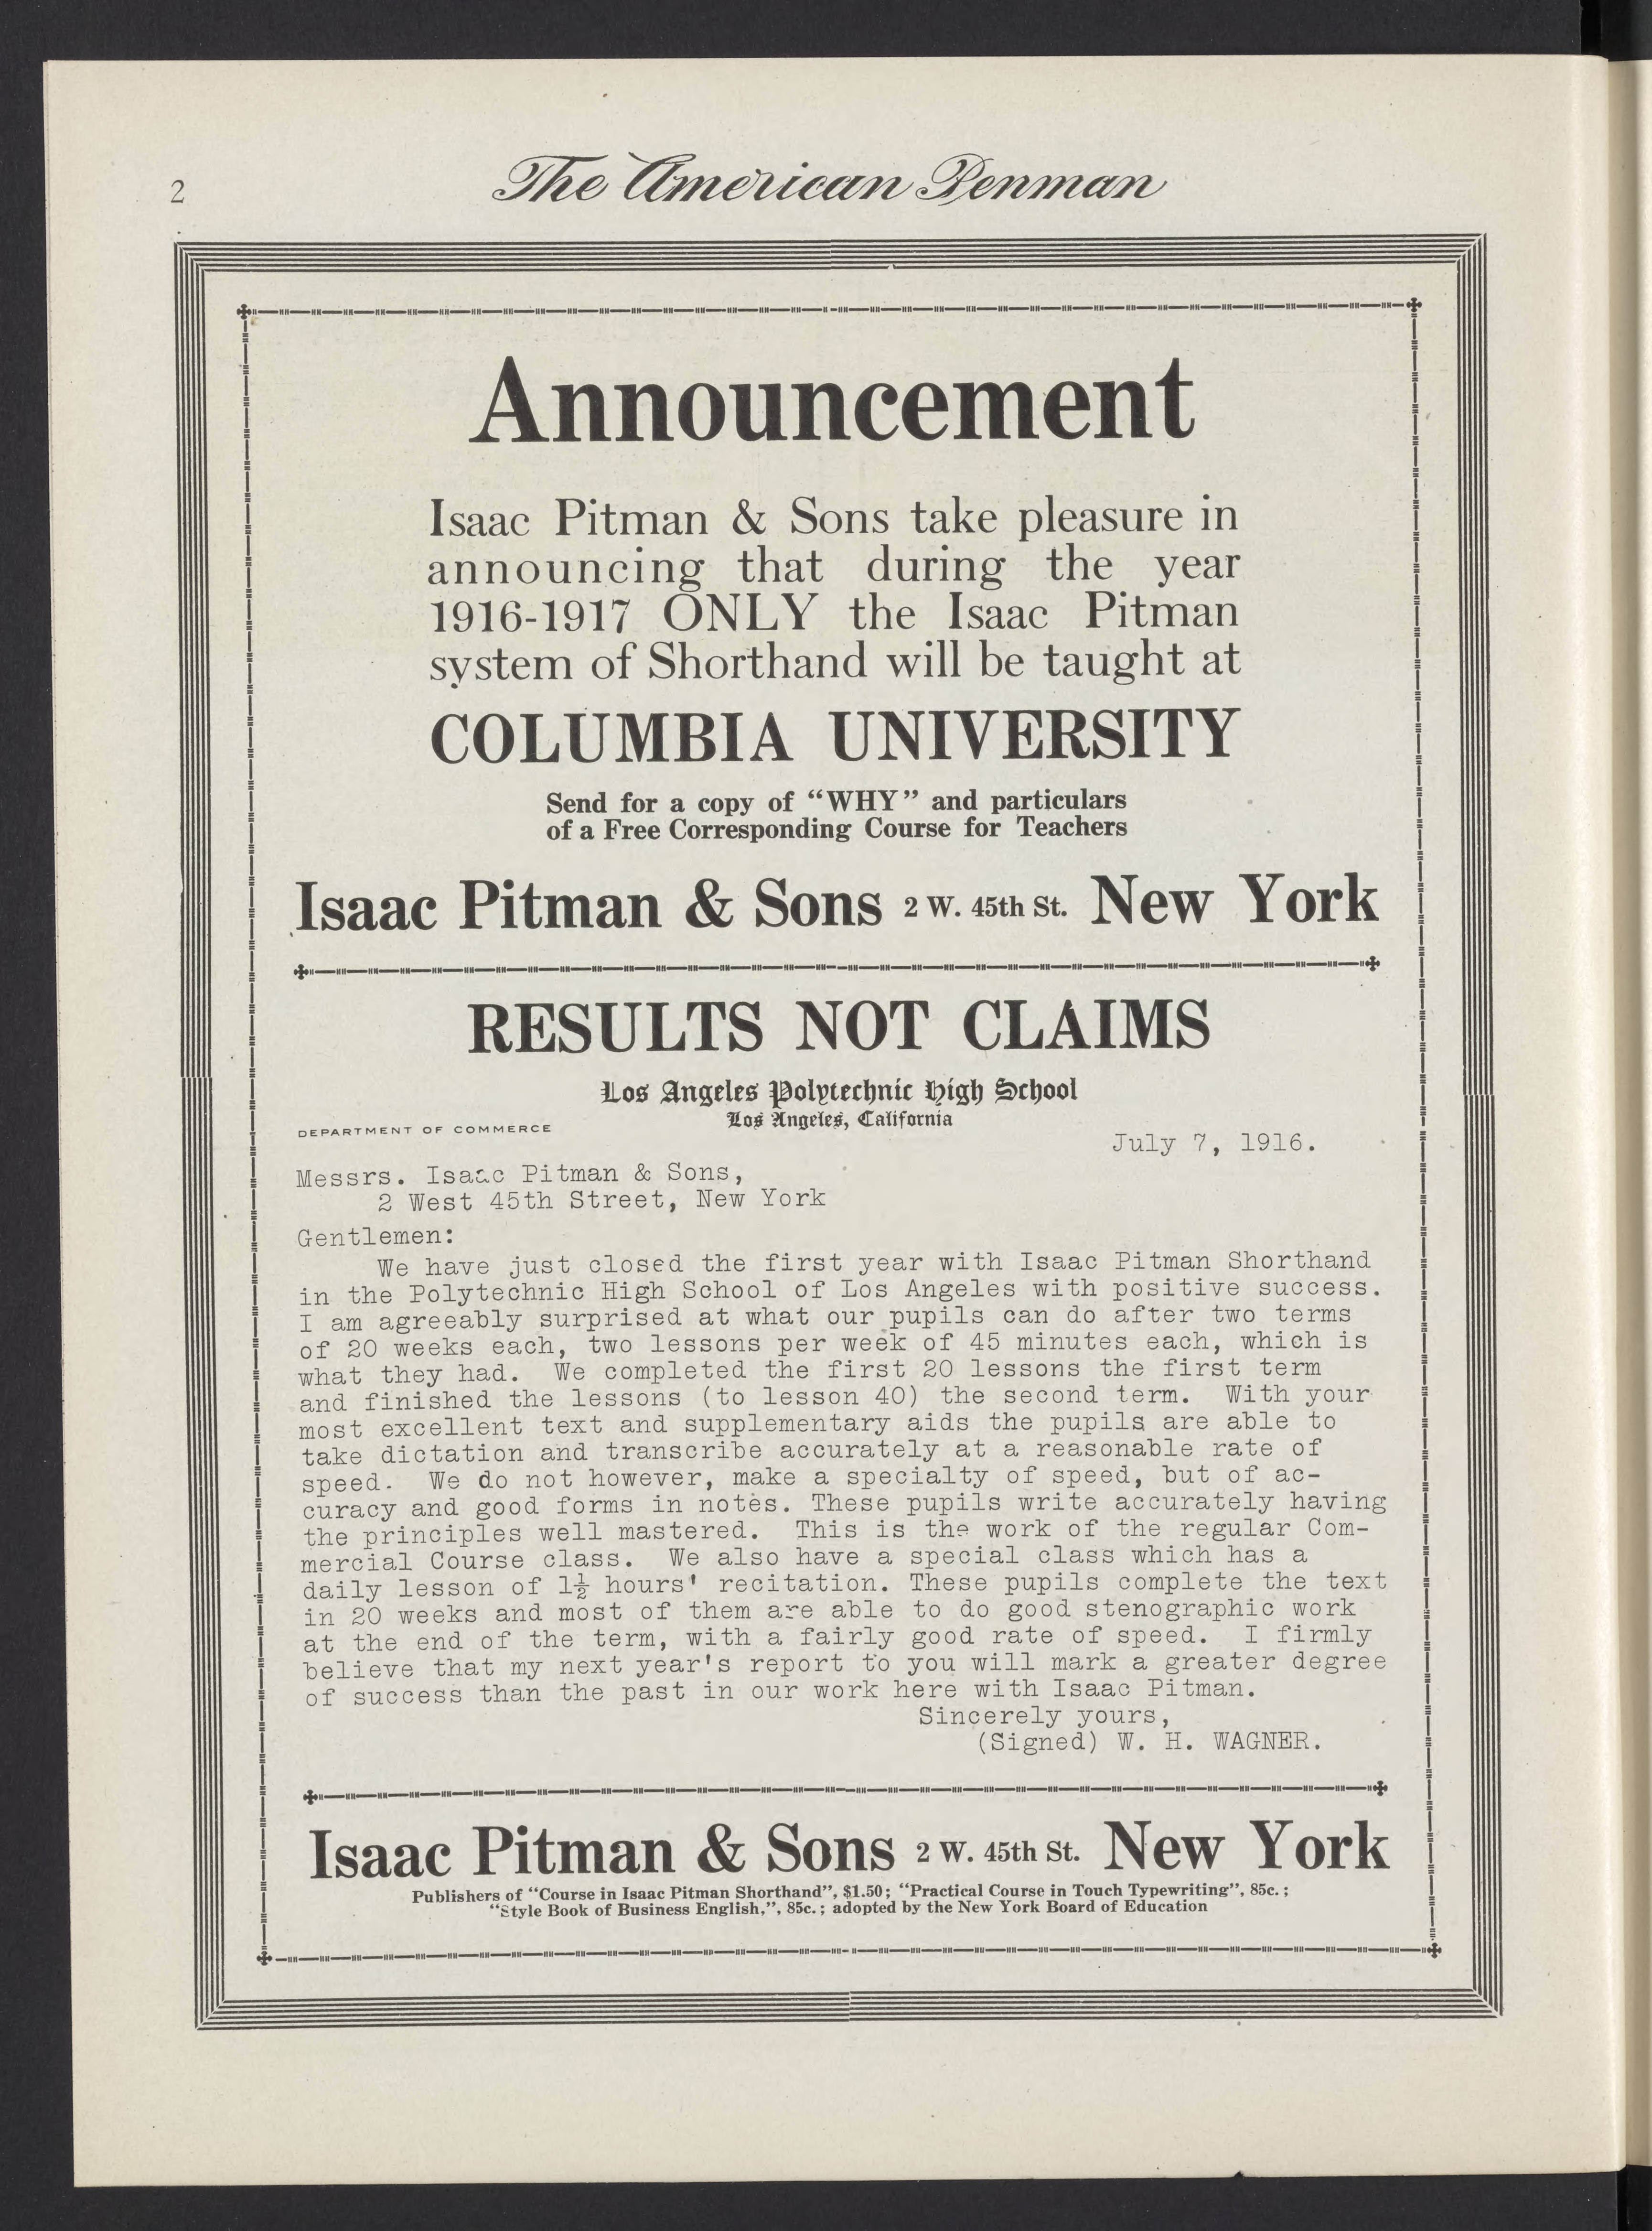 2
The American Penman
Announcement
Isaac Pitman & Sons take pleasure in
announcing that during the year
1916-1917 ONLY the Isaac Pitman
system of Shorthand will be taught at
COLUMBIA UNIVERSITY
Send for a copy of “WHY” and particulars
of a Free Corresponding Course for Teachers
Isaac Pitman & Sons 2 W. 45th St. New York
RESULTS NOT CLAIMS
Los Angeles Polytechnic High School
Los Angeles, California
DEPARTMENT OF COMMERCE
July 7, 1916.
Messrs. Isaac Pitman & Sons,
2 West 45th Street, New York
Gentlemen:
We have just closed the first year with Isaac Pitman Shorthand
in the Polytechnic High School of Los Angeles with positive success.
I am agreeably surprised at what our pupils can do after two terms
of 20 weeks each, two lessons per week of 45 minutes each, which is
what they had. We completed the first 20 lessons the first term
and finished the lessons (to lesson 40) the second term. With your
most excellent text and supplementary aids the pupils are able to
take dictation and transcribe accurately at a reasonable rate of
speed. We do not however, make a specialty of speed, but of ac-
curacy and good forms in notes. These pupils write accurately having
the principles well mastered. This is the work of the regular Com-
mercial Course class. We also have a special class which has a
daily lesson of 1½ hours' recitation. These pupils complete the text
in 20 weeks and most of them are able to do good stenographic work
at the end of the term, with a fairly good rate of speed. I firmly
believe that my next year's report to you will mark a greater degree
of success than the past in our work here with Isaac Pitman.
Sincerely yours,
(Signed) W. H. WAGNER.
Isaac Pitman & Sons 2 W. 45th St. New York
Publishers of “Course in Isaac Pitman Shorthand”, $1.50; “Practical Course in Touch Typewriting”, 85c.;
“Style Book of Business English,”, 85c.; adopted by the New York Board of Education